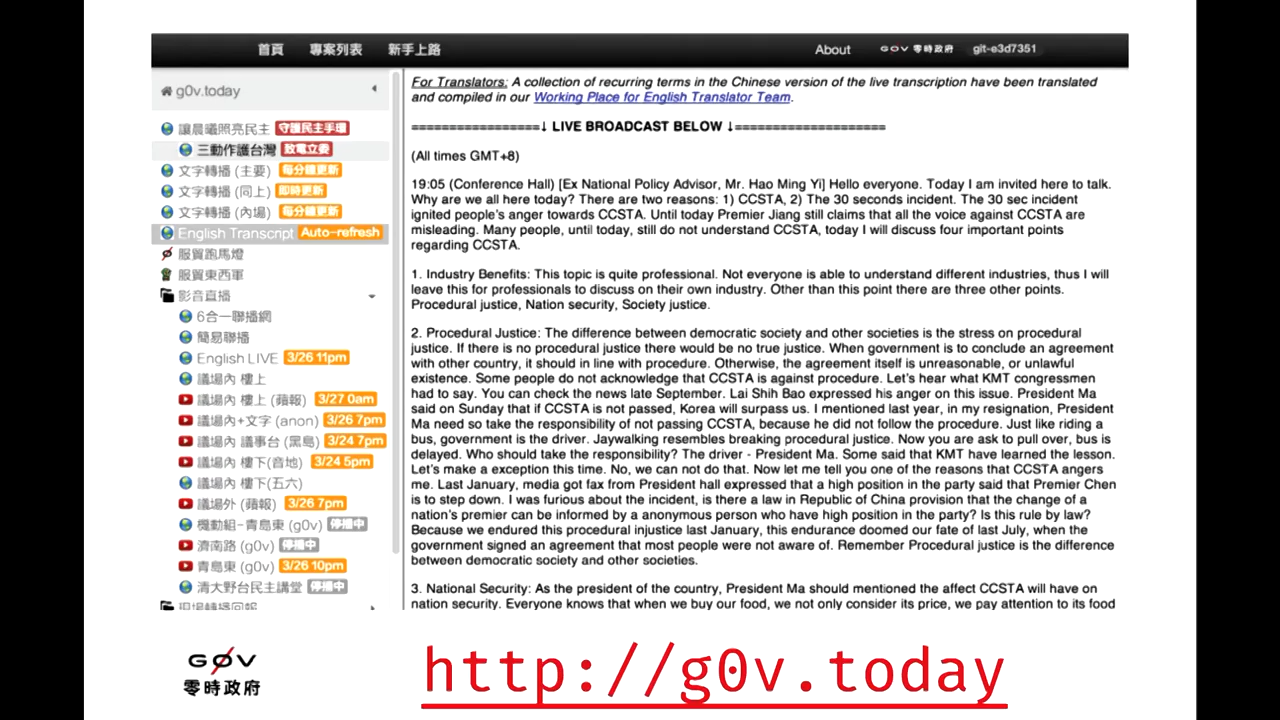 首頁 專案列表 新手上路 About GOV 零時政府 git-e3d7351
g0v.today
讓晨曦照亮民主 守護民主手環
三動作護台灣 致電立委
文字轉播 (主要) 每分鐘更新
文字轉播 (同上) 即時更新
文字轉播 (內場) 每分鐘更新
English Transcript Auto-refresh
服貿跑馬燈
服貿東西軍
影音直播
6合一聯播網
簡易聯播
English LIVE 3/26 11pm
議場內 樓上
議場內 樓上 (蘋報) 3/27 0am
議場內+文字 (anon) 3/26 7pm
議場內 議事台 (黑島) 3/24 7pm
議場內 樓下(音地) 3/24 5pm
議場內 樓下(五六)
議場外 (蘋報) 3/26 7pm
機動組-青島東 (g0v) 停播中
濟南路 (g0v) 停播中
青島東 (g0v) 3/26 10pm
清大野台民主講堂 停播中
現場轉播回報
For Translators: A collection of recurring terms in the Chinese version of the live transcription have been translated
and compiled in our Working Place for English Translator Team.
==================↓ LIVE BROADCAST BELOW ↓=====================
(All times GMT+8)
19:05 (Conference Hall) [Ex National Policy Advisor, Mr. Hao Ming Yi] Hello everyone. Today I am invited here to talk.
Why are we all here today? There are two reasons: 1) CCSTA, 2) The 30 seconds incident. The 30 sec incident
ignited people's anger towards CCSTA. Until today Premier Jiang still claims that all the voice against CCSTA are
misleading. Many people, until today, still do not understand CCSTA, today I will discuss four important points
regarding CCSTA.
1. Industry Benefits: This topic is quite professional. Not everyone is able to understand different industries, thus I will
leave this for professionals to discuss on their own industry. Other than this point there are three other points.
Procedural justice, Nation security, Society justice.
2. Procedural Justice: The difference between democratic society and other societies is the stress on procedural
justice. If there is no procedural justice there would be no true justice. When government is to conclude an agreement
with other country, it should in line with procedure. Otherwise, the agreement itself is unreasonable, or unlawful
existence. Some people do not acknowledge that CCSTA is against procedure. Let's hear what KMT congressmen
had to say. You can check the news late September. Lai Shih Bao expressed his anger on this issue. President Ma
said on Sunday that if CCSTA is not passed, Korea will surpass us. I mentioned last year, in my resignation, President
Ma need so take the responsibility of not passing CCSTA, because he did not follow the procedure. Just like riding a
bus, government is the driver. Jaywalking resembles breaking procedural justice. Now you are ask to pull over, bus is
delayed. Who should take the responsibility? The driver - President Ma. Some said that KMT have learned the lesson.
Let's make a exception this time. No, we can not do that. Now let me tell you one of the reasons that CCSTA angers
me. Last January, media got fax from President hall expressed that a high position in the party said that Premier Chen
is to step down. I was furious about the incident, is there a law in Republic of China provision that the change of a
nation's premier can be informed by a anonymous person who have high position in the party? Is this rule by law?
Because we endured this procedural injustice last January, this endurance doomed our fate of last July, when the
government signed an agreement that most people were not aware of. Remember Procedural justice is the difference
between democratic society and other societies.
3. National Security: As the president of the country, President Ma should mentioned the affect CCSTA will have on
nation security. Everyone knows that when we buy our food, we not only consider its price, we pay attention to its food
G0V
零時政府
http://g0v.today